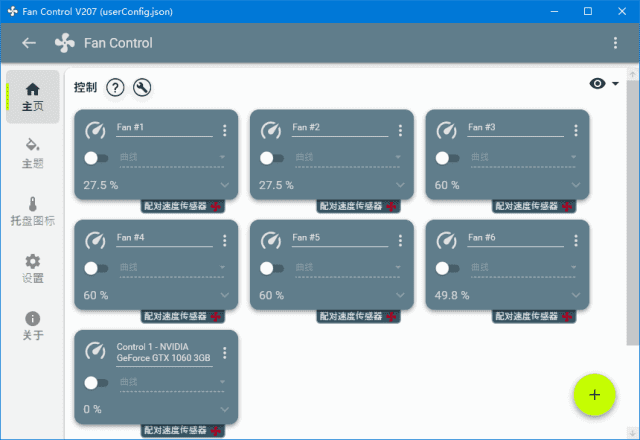 Fan Control V207 (userConfig.json)
Fan Control
主页
主题
托盘图标
设置
关于
控制
Fan #1
曲线
27.5 %
配对速度传感器
Fan #2
曲线
27.5 %
配对速度传感器
Fan #3
曲线
60 %
配对速度传感器
Fan #4
曲线
60 %
配对速度传感器
Fan #5
曲线
60 %
配对速度传感器
Fan #6
曲线
49.8 %
配对速度传感器
Control 1 - NVIDIA
GeForce GTX 1060 3GB
曲线
0 %
配对速度传感器